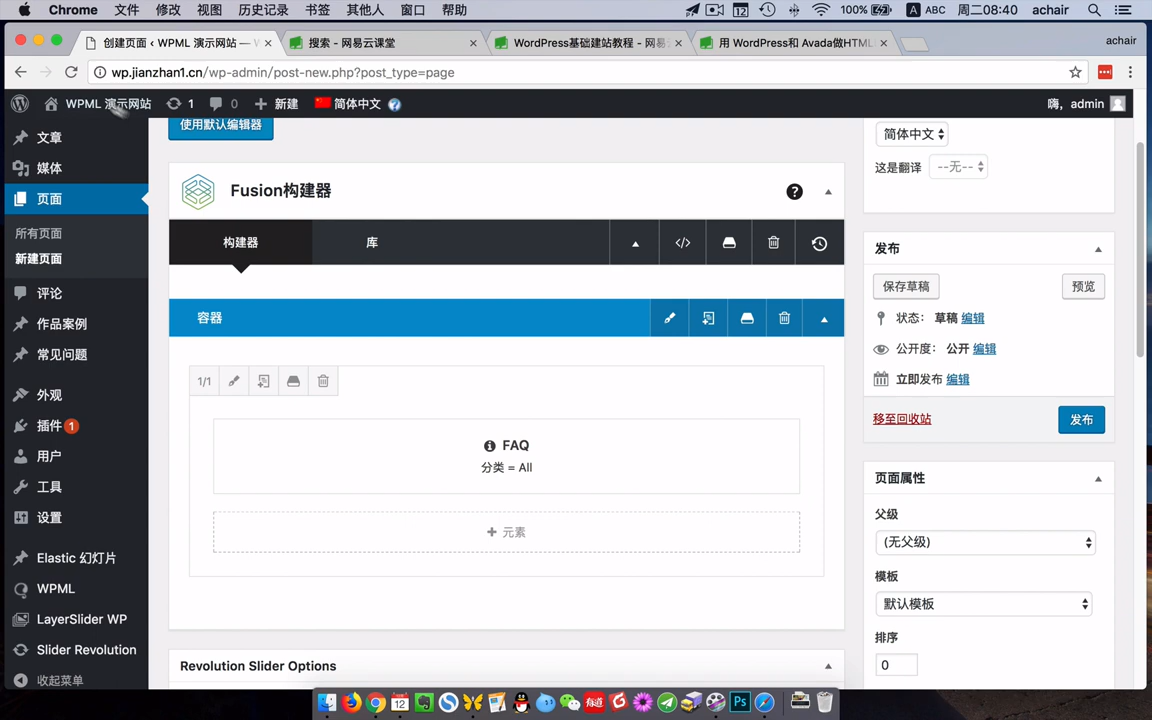 Chrome 文件 修改 视图 历史记录 书签 其他人 窗口 帮助 12 100% A ABC 周二08:40 achair
创建页面 ‹ WPML 演示网站 — W × 搜索 - 网易云课堂 × WordPress基础建站教程 - 网易 × 用 WordPress和 Avada做HTML × achair
wp.jianzhan1.cn/wp-admin/post-new.php?post_type=page
WPML 演示网站 1 0 新建 简体中文 ? 嗨，admin
文章
媒体
页面
所有页面
新建页面
评论
作品案例
常见问题
外观
插件 1
用户
工具
设置
Elastic 幻灯片
WPML
LayerSlider WP
Slider Revolution
收起菜单
使用默认编辑器
Fusion构建器 ?
构建器 库 </>
容器
1/1
FAQ
分类 = All
+ 元素
Revolution Slider Options
简体中文
这是翻译 --无--
发布
保存草稿 预览
状态： 草稿 编辑
公开度： 公开 编辑
立即发布 编辑
移至回收站 发布
页面属性
父级
(无父级)
模板
默认模板
排序
0
12 有道 Ps